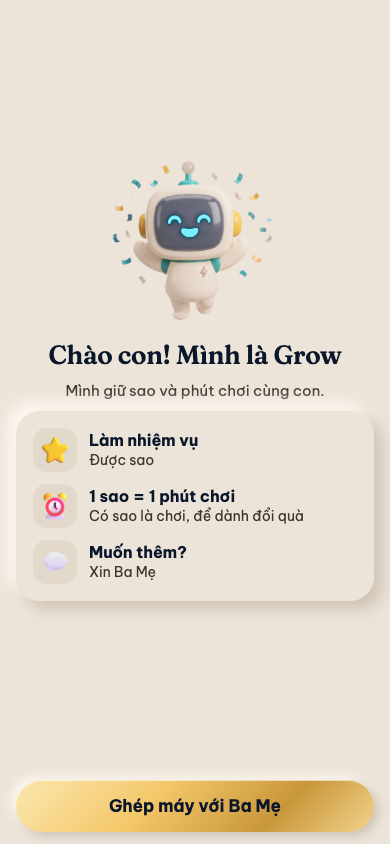 Chào con! Mình là Grow
Mình giữ sao và phút chơi cùng con.
Làm nhiệm vụ
Được sao
1 sao = 1 phút chơi
Có sao là chơi, để dành đổi quà
Muốn thêm?
Xin Ba Mẹ
Ghép máy với Ba Mẹ